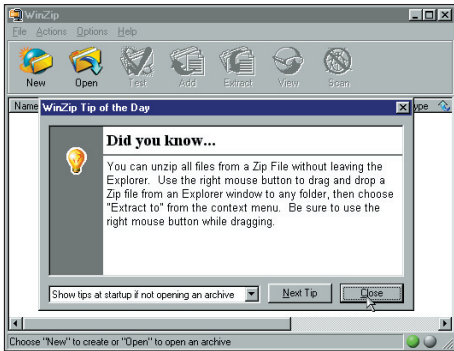 WinZip
File Actions Options Help
New Open Test Add Extract View Scan
Name
ype
WinZip Tip of the Day
Did you know...
You can unzip all files from a Zip File without leaving the
Explorer. Use the right mouse button to drag and drop a
Zip file from an Explorer window to any folder, then choose
"Extract to" from the context menu. Be sure to use the
right mouse button while dragging.
Show tips at startup if not opening an archive
Next Tip
Close
Choose "New" to create or "Open" to open an archive